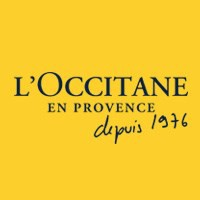 L'OCCITANE
EN PROVENCE
depuis 1976